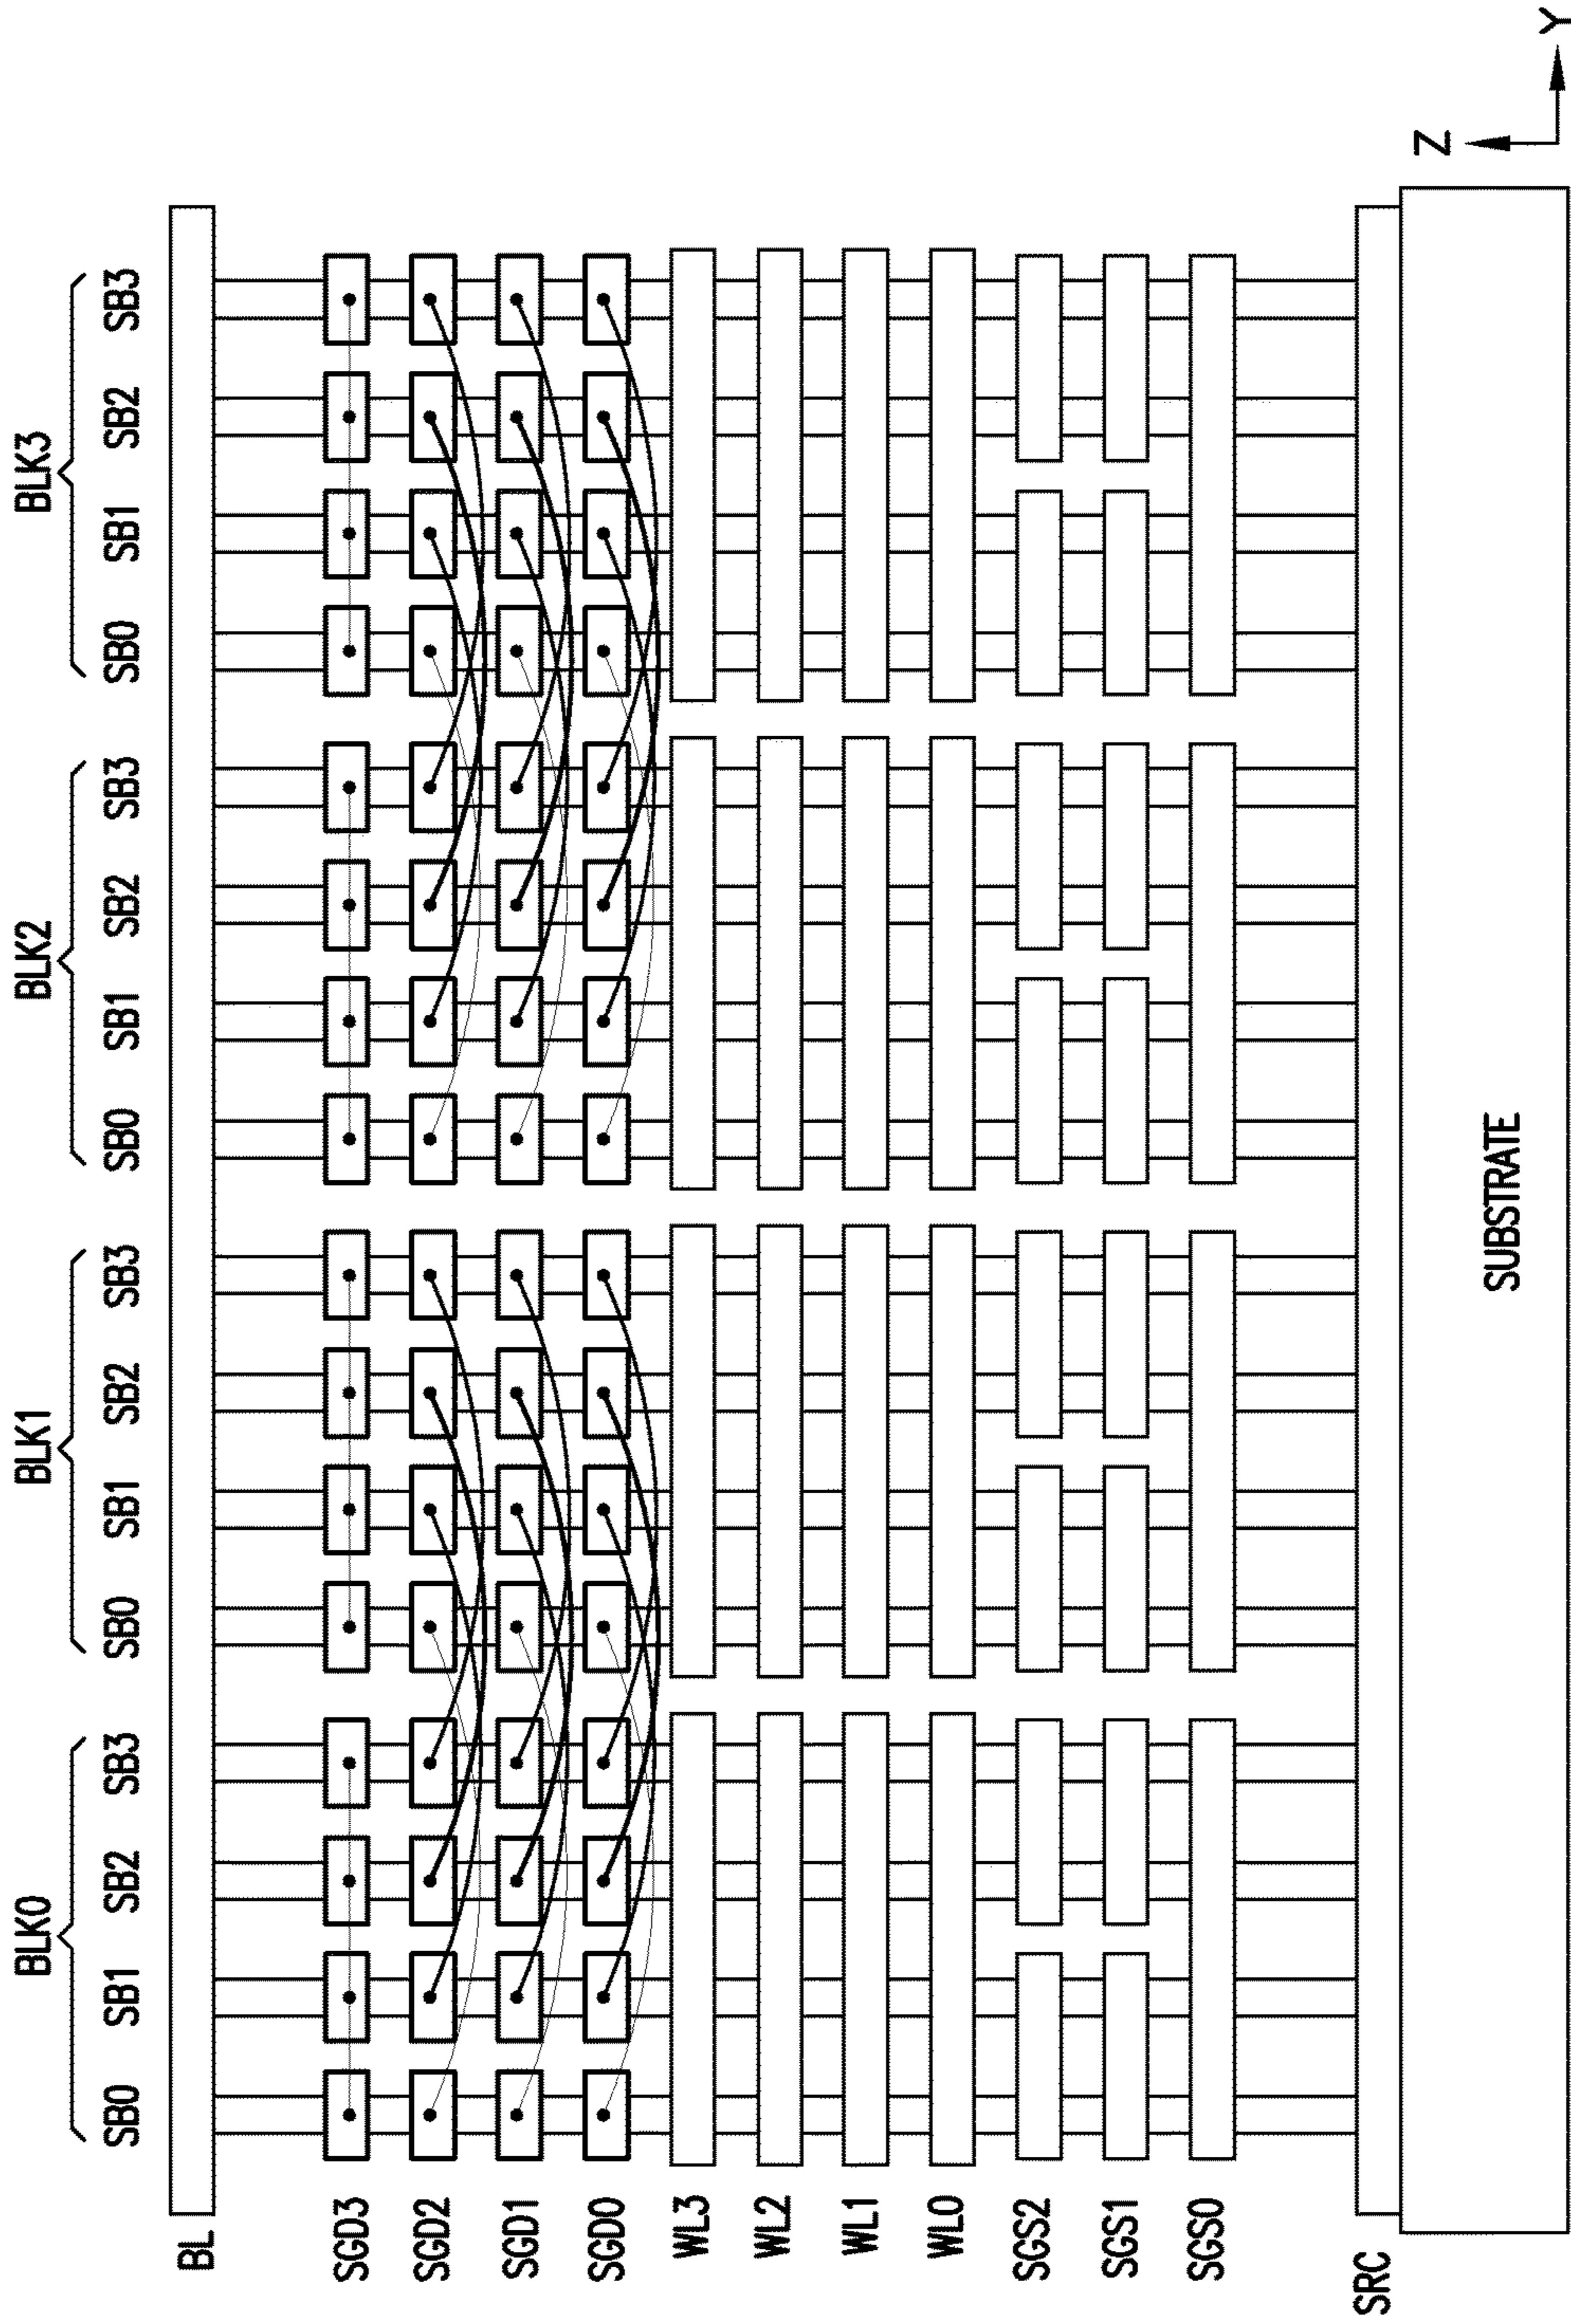 BLK0 BLK1 BLK2 BLK3
SB0 SB1 SB2 SB3 SB0 SB1 SB2 SB3 SB0 SB1 SB2 SB3 SB0 SB1 SB2 SB3
BL
SGD3
SGD2
SGD1
SGD0
WL3
WL2
WL1
WL0
SGS2
SGS1
SGS0
SRC
SUBSTRATE
Z
Y